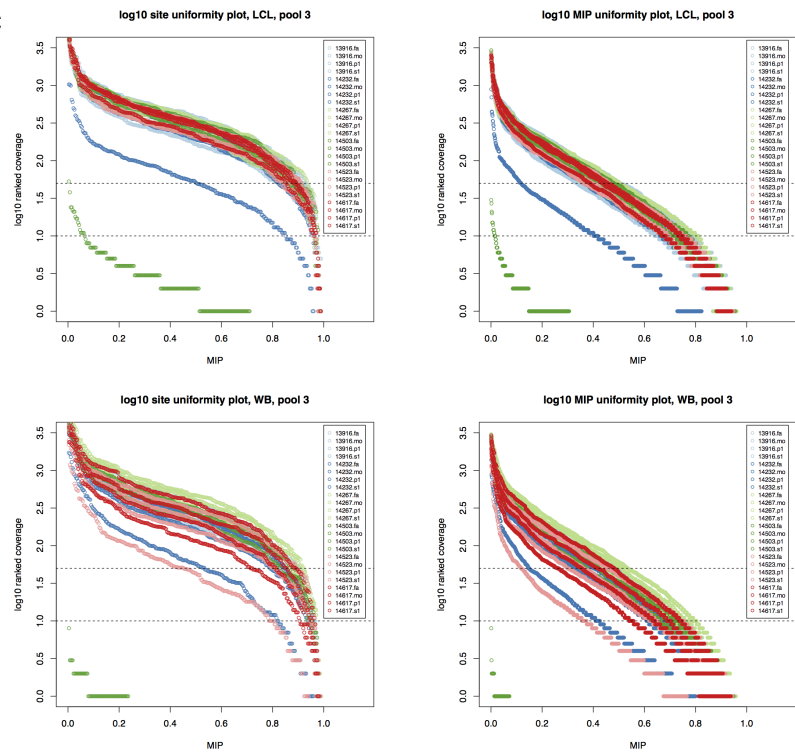 log10 site uniformity plot, LCL, pool 3
log10 ranked coverage
3.5
3.0
2.5
2.0
1.5
1.0
0.5
0.0
13916.fa
13916.mo
13916.p1
13916.s1
14232.fa
14232.mo
14232.p1
14232.s1
14267.fa
14267.mo
14267.p1
14267.s1
14503.fa
14503.mo
14503.p1
14503.s1
14523.fa
14523.mo
14523.p1
14523.s1
14617.fa
14617.mo
14617.p1
14617.s1
0.0 0.2 0.4 0.6 0.8 1.0
MIP
log10 MIP uniformity plot, LCL, pool 3
log10 ranked coverage
3.5
3.0
2.5
2.0
1.5
1.0
0.5
0.0
13916.fa
13916.mo
13916.p1
13916.s1
14232.fa
14232.mo
14232.p1
14232.s1
14267.fa
14267.mo
14267.p1
14267.s1
14503.fa
14503.mo
14503.p1
14503.s1
14523.fa
14523.mo
14523.p1
14523.s1
14617.fa
14617.mo
14617.p1
14617.s1
0.0 0.2 0.4 0.6 0.8 1.0
MIP
log10 site uniformity plot, WB, pool 3
log10 ranked coverage
3.5
3.0
2.5
2.0
1.5
1.0
0.5
0.0
13916.fa
13916.mo
13916.p1
13916.s1
14232.fa
14232.mo
14232.p1
14232.s1
14267.fa
14267.mo
14267.p1
14267.s1
14503.fa
14503.mo
14503.p1
14503.s1
14523.fa
14523.mo
14523.p1
14523.s1
14617.fa
14617.mo
14617.p1
14617.s1
0.0 0.2 0.4 0.6 0.8 1.0
MIP
log10 MIP uniformity plot, WB, pool 3
log10 ranked coverage
3.5
3.0
2.5
2.0
1.5
1.0
0.5
0.0
13916.fa
13916.mo
13916.p1
13916.s1
14232.fa
14232.mo
14232.p1
14232.s1
14267.fa
14267.mo
14267.p1
14267.s1
14503.fa
14503.mo
14503.p1
14503.s1
14523.fa
14523.mo
14523.p1
14523.s1
14617.fa
14617.mo
14617.p1
14617.s1
0.0 0.2 0.4 0.6 0.8 1.0
MIP